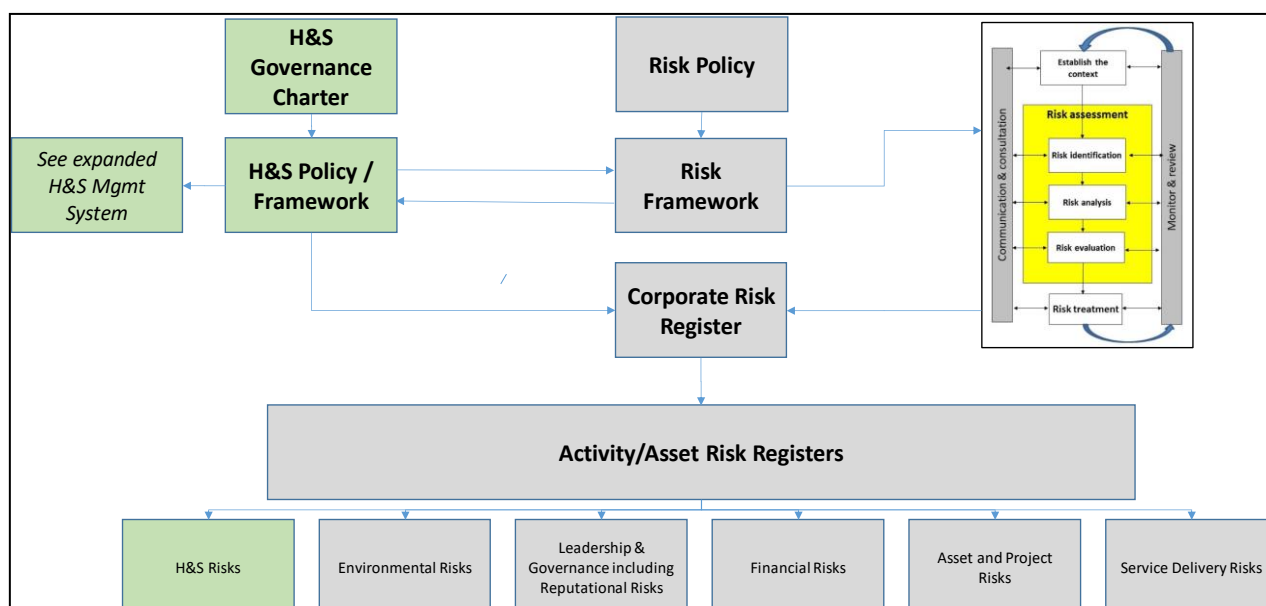 H&S
Governance
Charter
Risk Policy
See expanded
H&S Mgmt
System
H&S Policy /
Framework
Risk
Framework
Communication & consultation
Establish the
context
Risk assessment
Risk identification
Risk analysis
Risk evaluation
Risk treatment
Monitor & review
/
Corporate Risk
Register
Activity/Asset Risk Registers
H&S Risks
Environmental Risks
Leadership &
Governance including
Reputational Risks
Financial Risks
Asset and Project
Risks
Service Delivery Risks